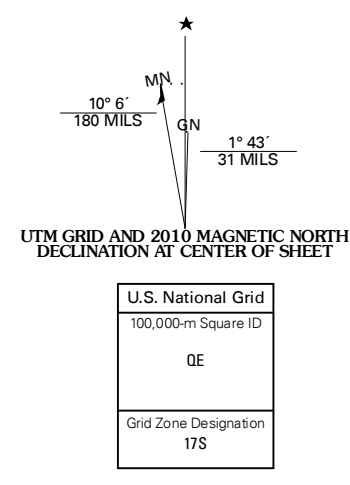 ★
MN
10° 6´
180 MILS
GN
1° 43´
31 MILS
UTM GRID AND 2010 MAGNETIC NORTH
DECLINATION AT CENTER OF SHEET
U.S. National Grid
100,000-m Square ID
QE
Grid Zone Designation
17S